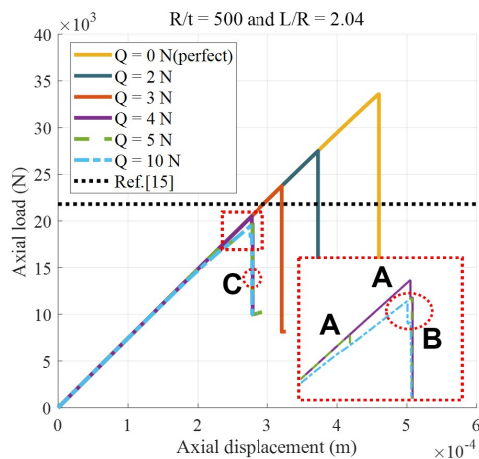 R/t = 500 and L/R = 2.04
×10³
40
35
30
25
20
15
10
5
0
Axial load (N)
Q = 0 N(perfect)
Q = 2 N
Q = 3 N
Q = 4 N
Q = 5 N
Q = 10 N
Ref.[15]
C
A
A
B
0 1 2 3 4 5 6
Axial displacement (m)
×10⁻⁴